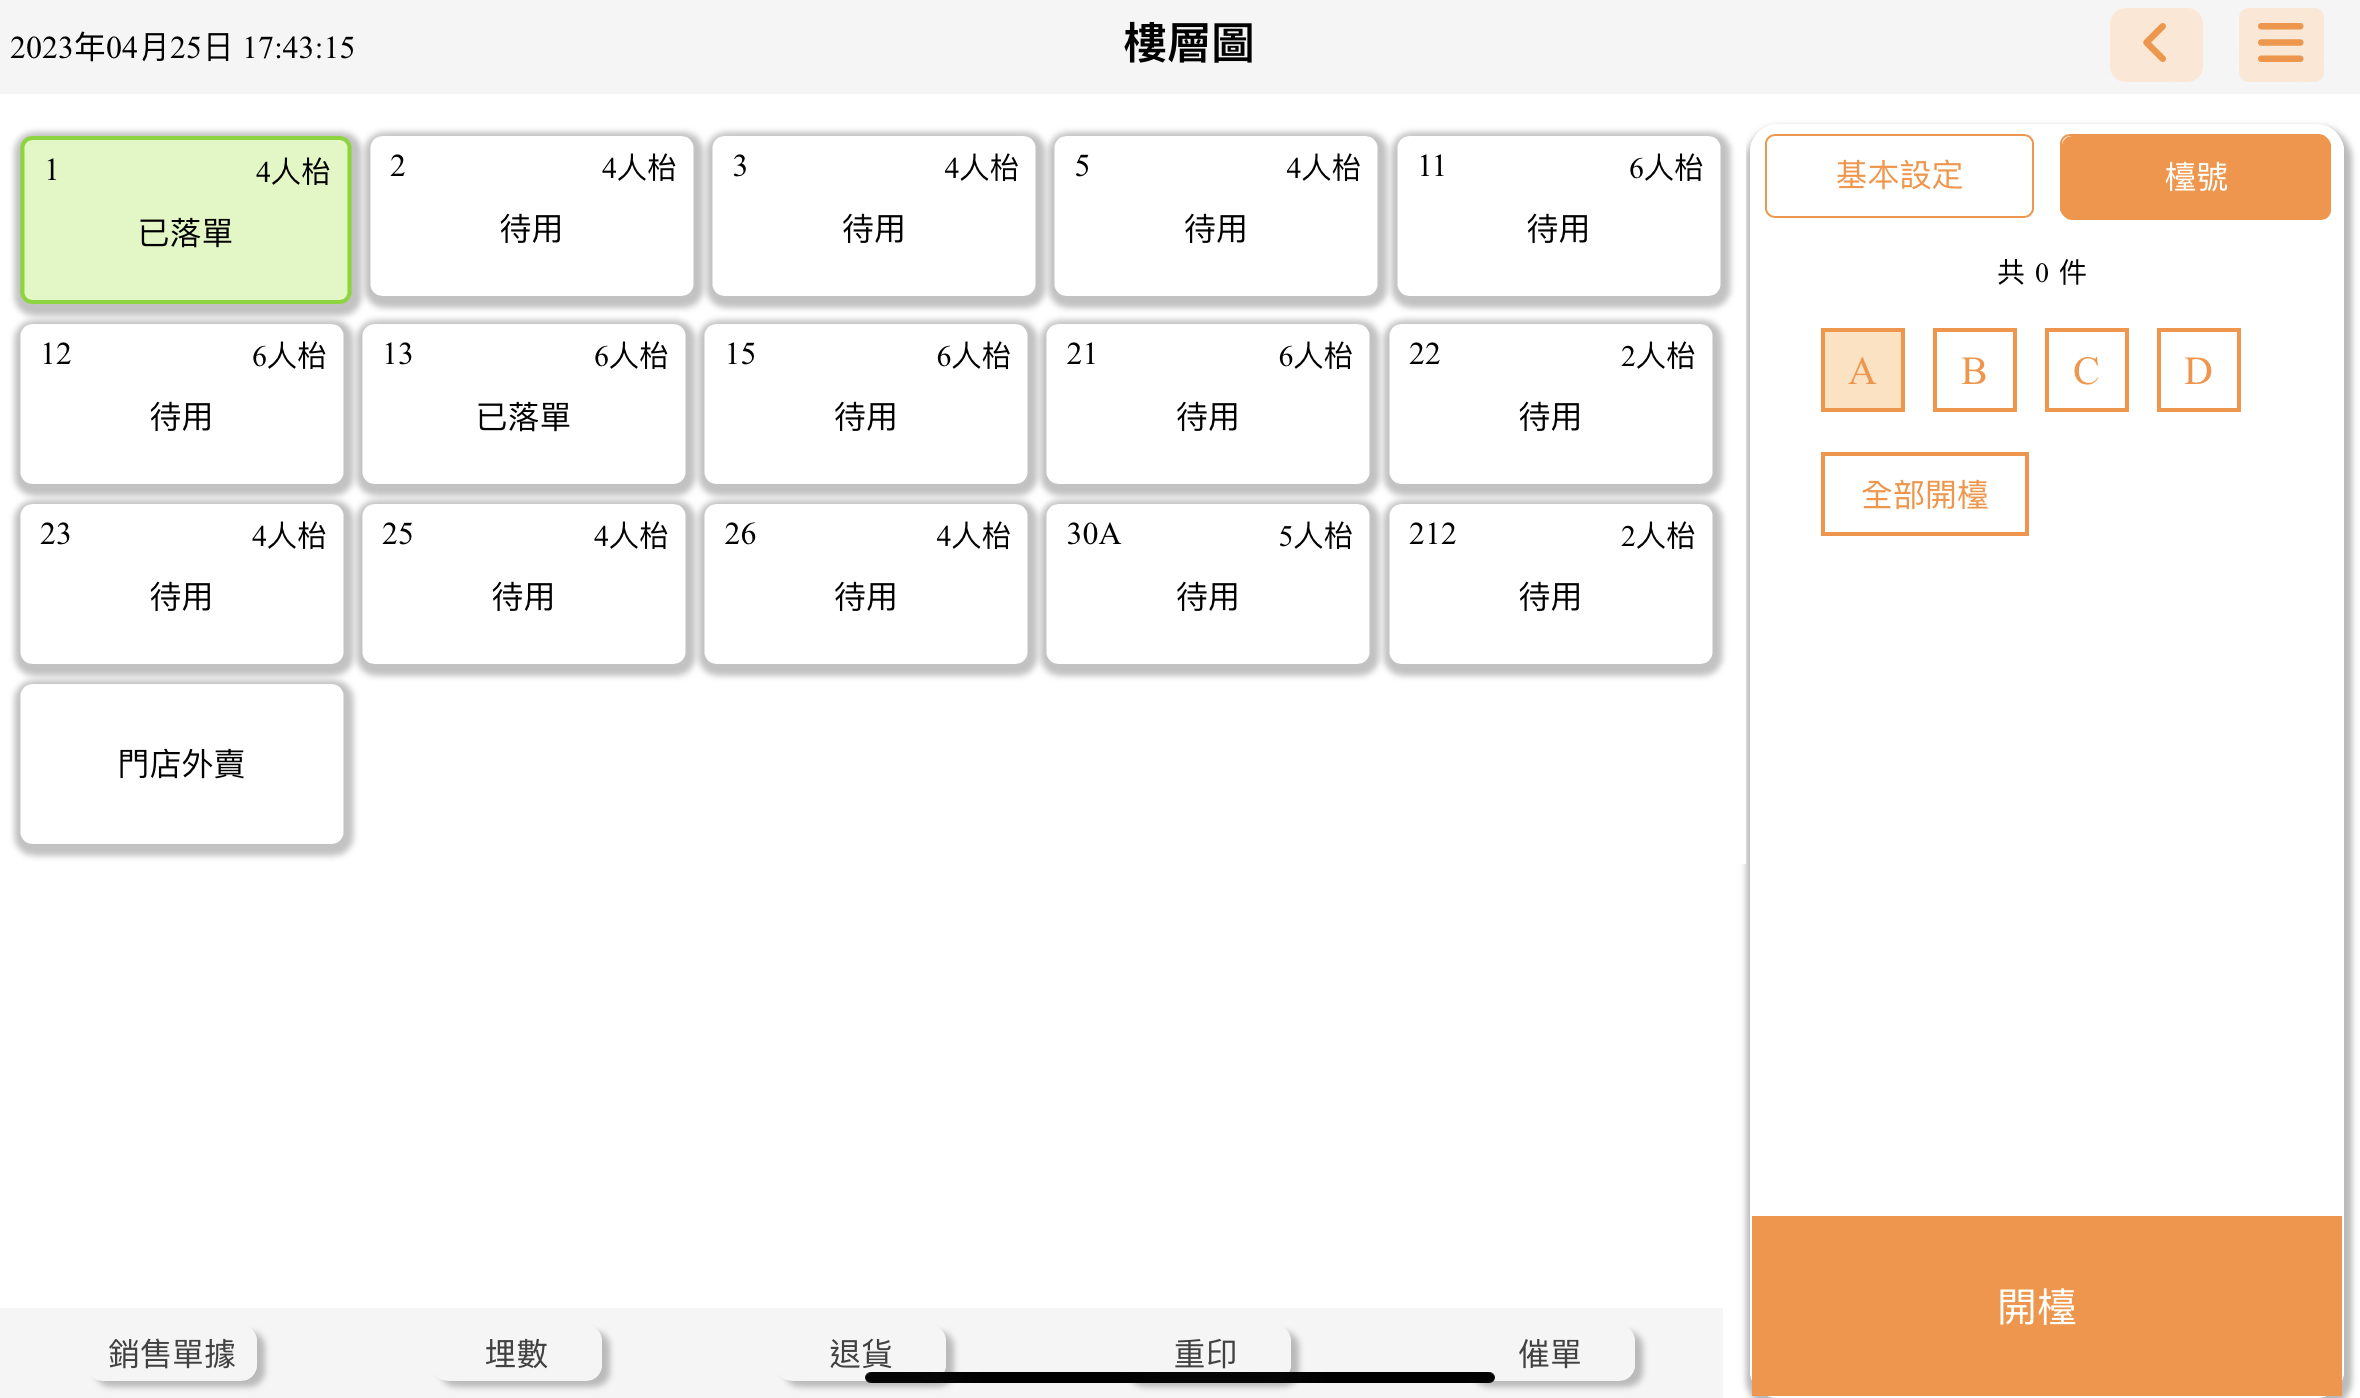 2023年04月25日 17:43:15
樓層圖
1 4人枱
已落單
2 4人枱
待用
3 4人枱
待用
5 4人枱
待用
11 6人枱
待用
12 6人枱
待用
13 6人枱
已落單
15 6人枱
待用
21 6人枱
待用
22 2人枱
待用
23 4人枱
待用
25 4人枱
待用
26 4人枱
待用
30A 5人枱
待用
212 2人枱
待用
門店外賣
基本設定
檯號
共 0 件
A B C D
全部開檯
開檯
銷售單據
埋數
退貨
重印
催單